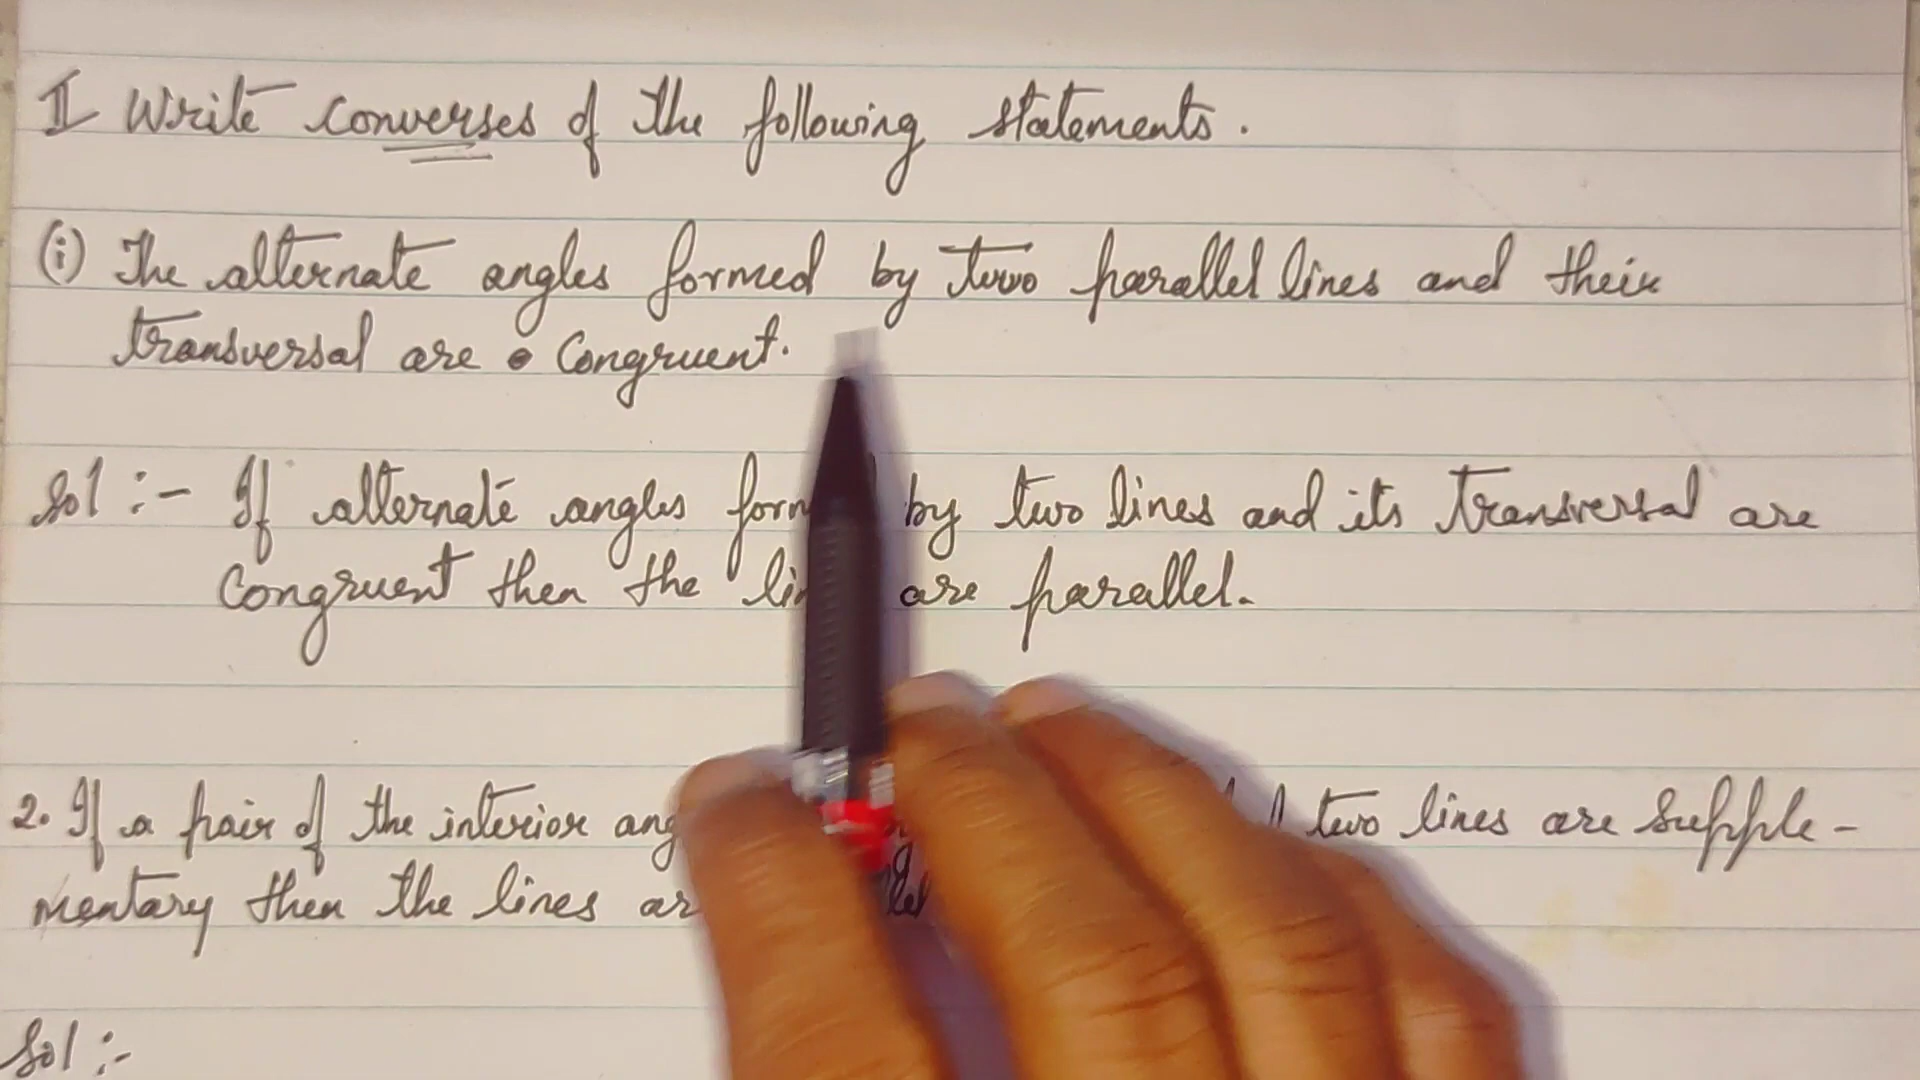 II Write converses of the following statements.
(i) The alternate angles formed by two parallel lines and their
transversal are congruent.
Sol :- If alternate angles by two lines and its transversal are
Congruent then the are parallel.
2. If a pair of the interior two lines are Supple-
mentary then the lines
Sol :-